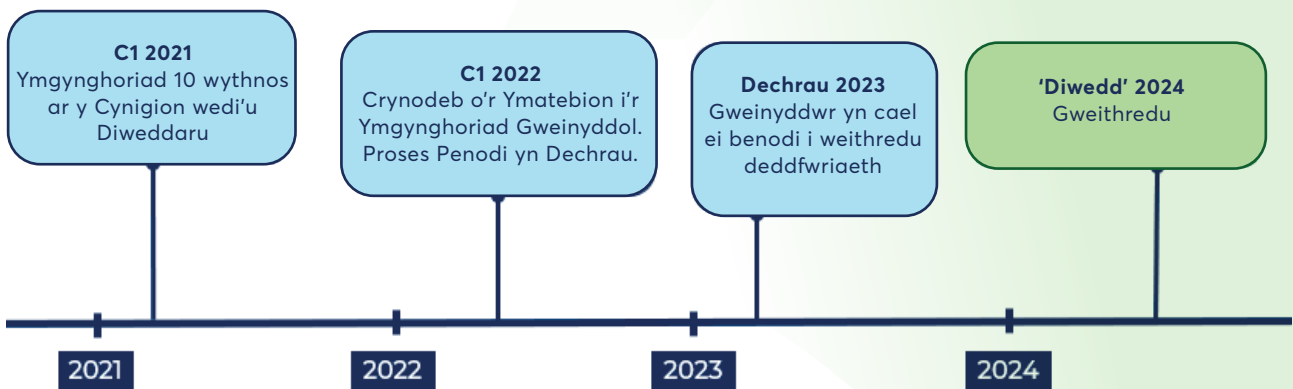 C1 2021
Ymgynghoriad 10 wythnos
ar y Cynigion wedi'u
Diweddaru
C1 2022
Crynodeb o'r Ymatebion i'r
Ymgynghoriad Gweinyddol.
Proses Penodi yn Dechrau.
Dechrau 2023
Gweinyddwr yn cael
ei benodi i weithredu
deddfwriaeth
'Diwedd' 2024
Gweithredu
2021
2022
2023
2024